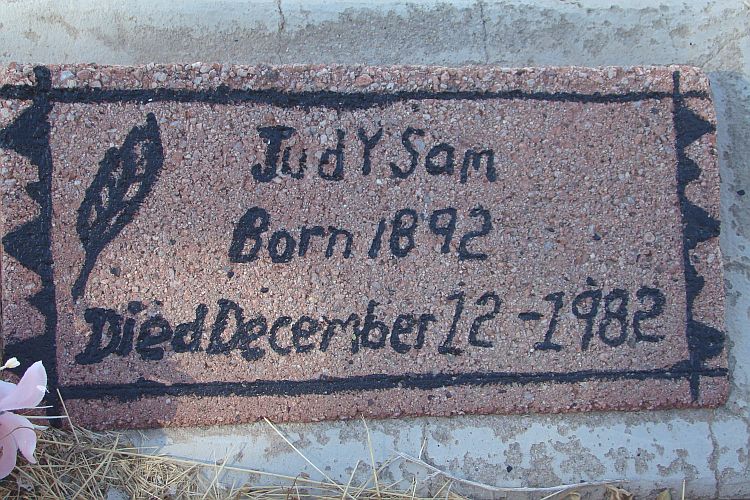 JudY Sam
Born 1892
Died December 12 - 1982